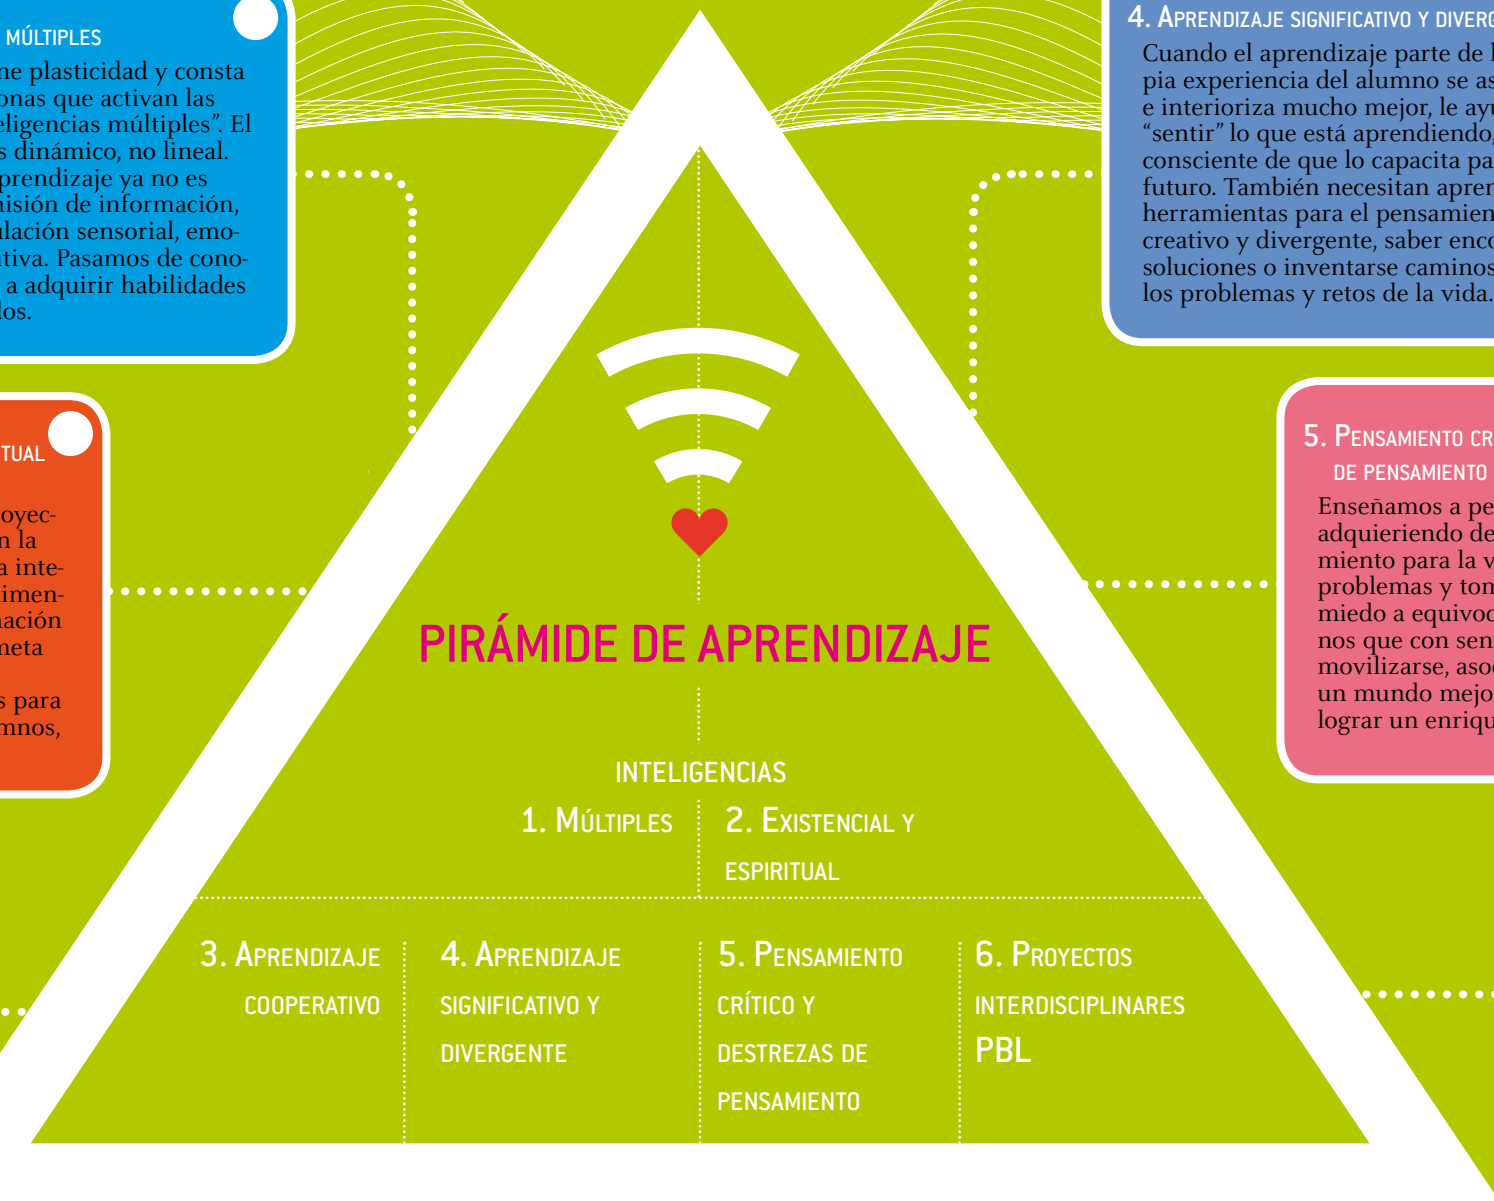 MÚLTIPLES
ne plasticidad y consta
onas que activan las
eligencias múltiples”. El
s dinámico, no lineal.
prendizaje ya no es
nisión de información,
ulación sensorial, emo-
itiva. Pasamos de cono-
a adquirir habilidades
dos.
TUAL
oyec-
n la
a inte-
limen-
nación
neta
s para
mnos,
4. APRENDIZAJE SIGNIFICATIVO Y DIVERG
Cuando el aprendizaje parte de l
pia experiencia del alumno se as
e interioriza mucho mejor, le ayu
“sentir” lo que está aprendiendo,
consciente de que lo capacita pa
futuro. También necesitan apren
herramientas para el pensamien
creativo y divergente, saber enco
soluciones o inventarse caminos
los problemas y retos de la vida.
5. PENSAMIENTO CR
DE PENSAMIENTO
Enseñamos a pe
adquieriendo de
miento para la v
problemas y tom
miedo a equivoc
nos que con sen
movilizarse, aso
un mundo mejo
lograr un enriqu
PIRÁMIDE DE APRENDIZAJE
INTELIGENCIAS
1. MÚLTIPLES
2. EXISTENCIAL Y
ESPIRITUAL
3. APRENDIZAJE
COOPERATIVO
4. APRENDIZAJE
SIGNIFICATIVO Y
DIVERGENTE
5. PENSAMIENTO
CRÍTICO Y
DESTREZAS DE
PENSAMIENTO
6. PROYECTOS
INTERDISCIPLINARES
PBL